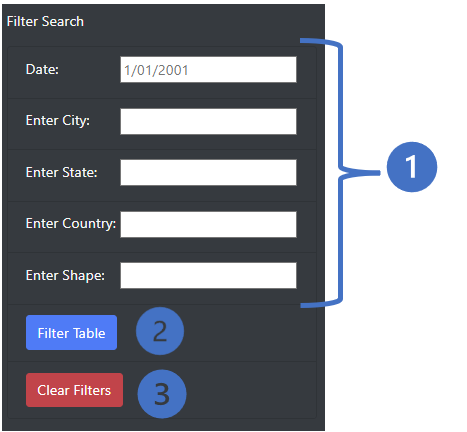 Filter Search
Date: 1/01/2001
Enter City:
Enter State:
1
Enter Country:
Enter Shape:
Filter Table 2
Clear Filters 3